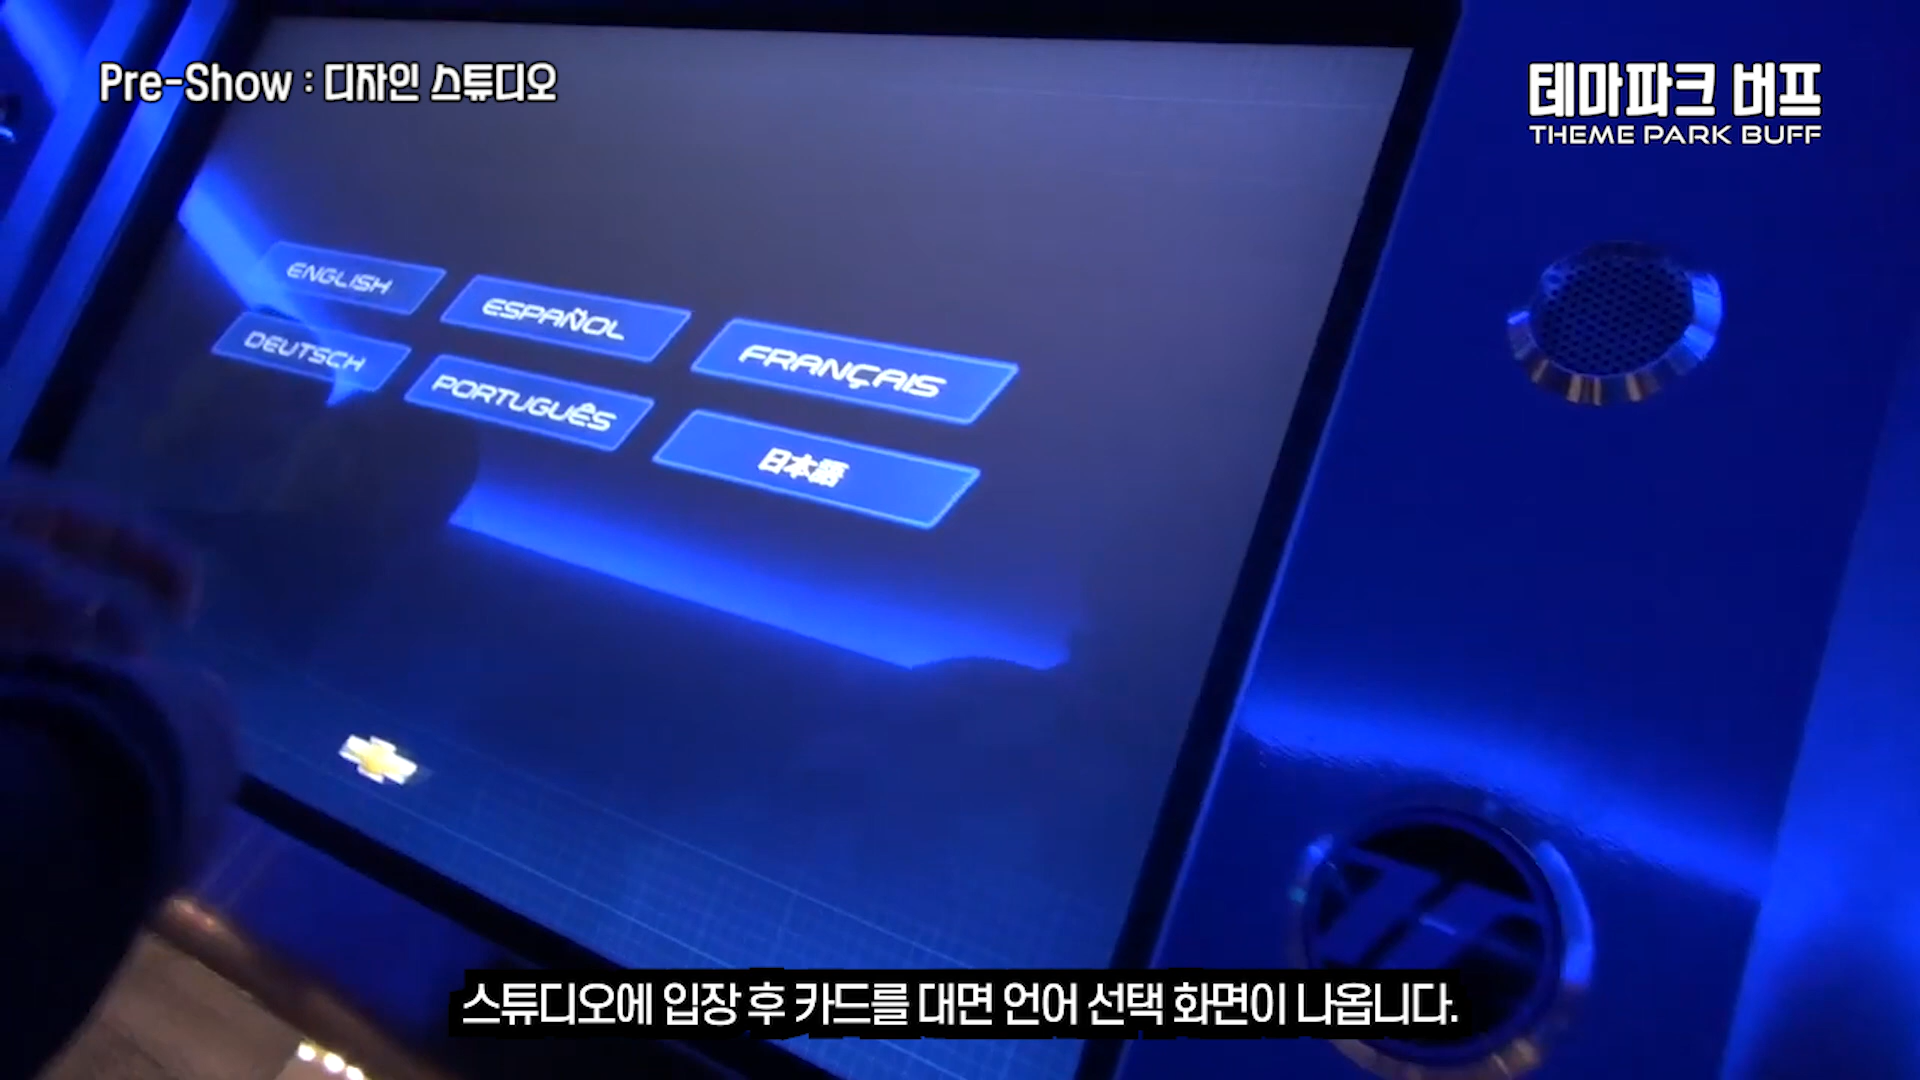 Pre-Show : 디자인 스튜디오
테마파크 버프
THEME PARK BUFF
ENGLISH
ESPAÑOL
FRANÇAIS
DEUTSCH
PORTUGUÊS
日本語
스튜디오에 입장 후 카드를 대면 언어 선택 화면이 나옵니다.